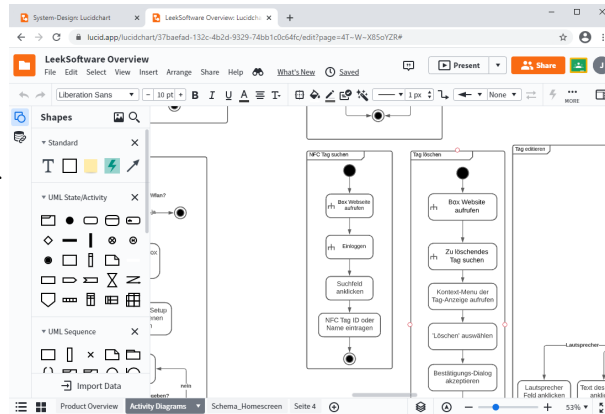 System-Design: Lucidchart
LeekSoftware Overview: Lucidch
lucid.app/lucidchart/37baefad-132c-4b2d-9329-74bb1c0c64fc/edit?page=4T~W~X85oYZR#
LeekSoftware Overview
File Edit Select View Insert Arrange Share Help What's New Saved
Present
Share
J
Liberation Sans
10 pt
B I U A
1 px
None
MORE
Shapes
Standard
T
UML State/Activity
UML Sequence
Import Data
Wlan?
Setup
nein
NFC Tag suchen
Box Webseite
aufrufen
Einloggen
Suchfeld
anklicken
NFC Tag ID oder
Name eintragen
Tag löschen
Box Website
aufrufen
Zu löschendes
Tag suchen
Kontext-Menu der
Tag-Anzeige aufrufen
'Löschen' auswählen
Bestätigungs-Dialog
akzeptieren
Tag editieren
Lautsprecher
Lautsprecher
Feld anklicken
Text des
Product Overview Activity Diagrams Schema_Homescreen Seite 4
53%